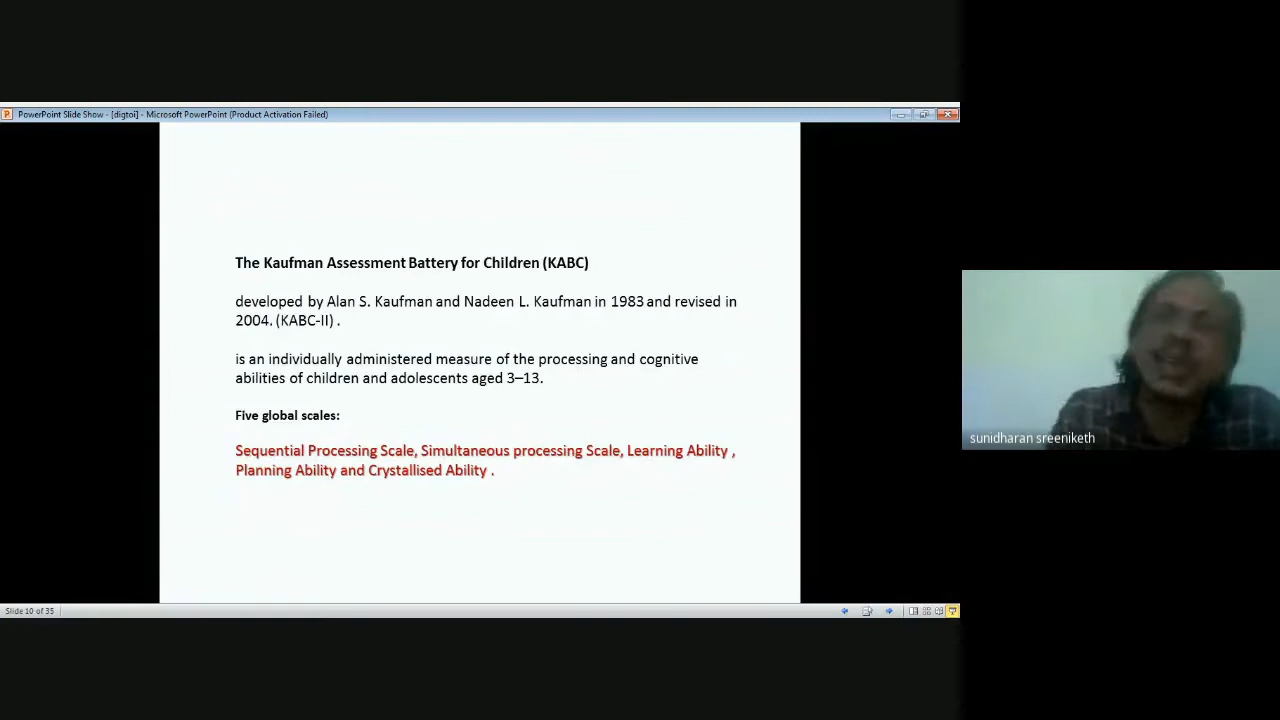 PowerPoint Slide Show - [digtoi] - Microsoft PowerPoint (Product Activation Failed)
The Kaufman Assessment Battery for Children (KABC)
developed by Alan S. Kaufman and Nadeen L. Kaufman in 1983 and revised in
2004. (KABC-II) .
is an individually administered measure of the processing and cognitive
abilities of children and adolescents aged 3–13.
Five global scales:
Sequential Processing Scale, Simultaneous processing Scale, Learning Ability ,
Planning Ability and Crystallised Ability .
sunidharan sreeniketh
Slide 10 of 35